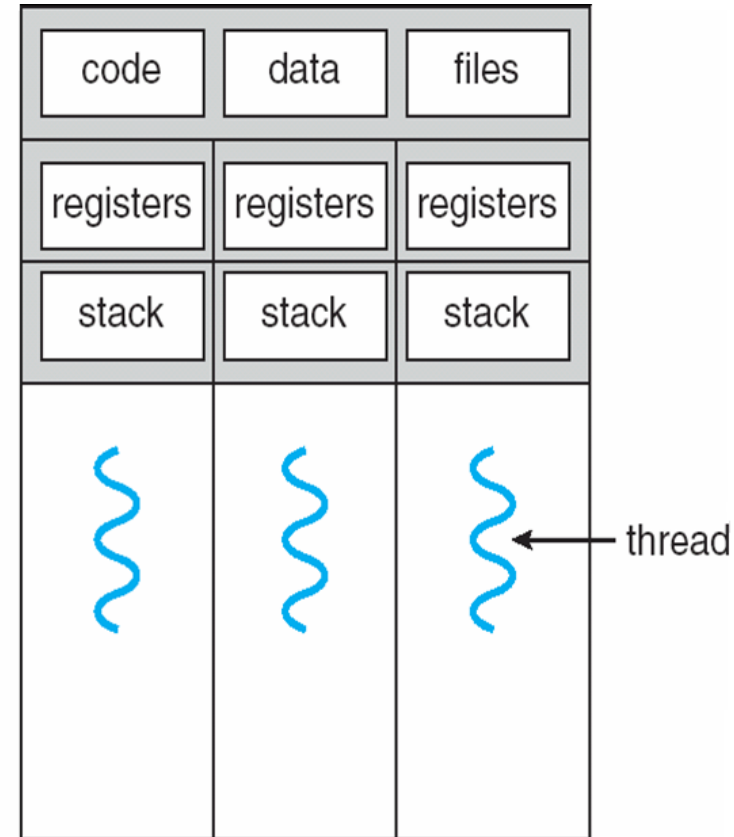 code data files
registers registers registers
stack stack stack
thread